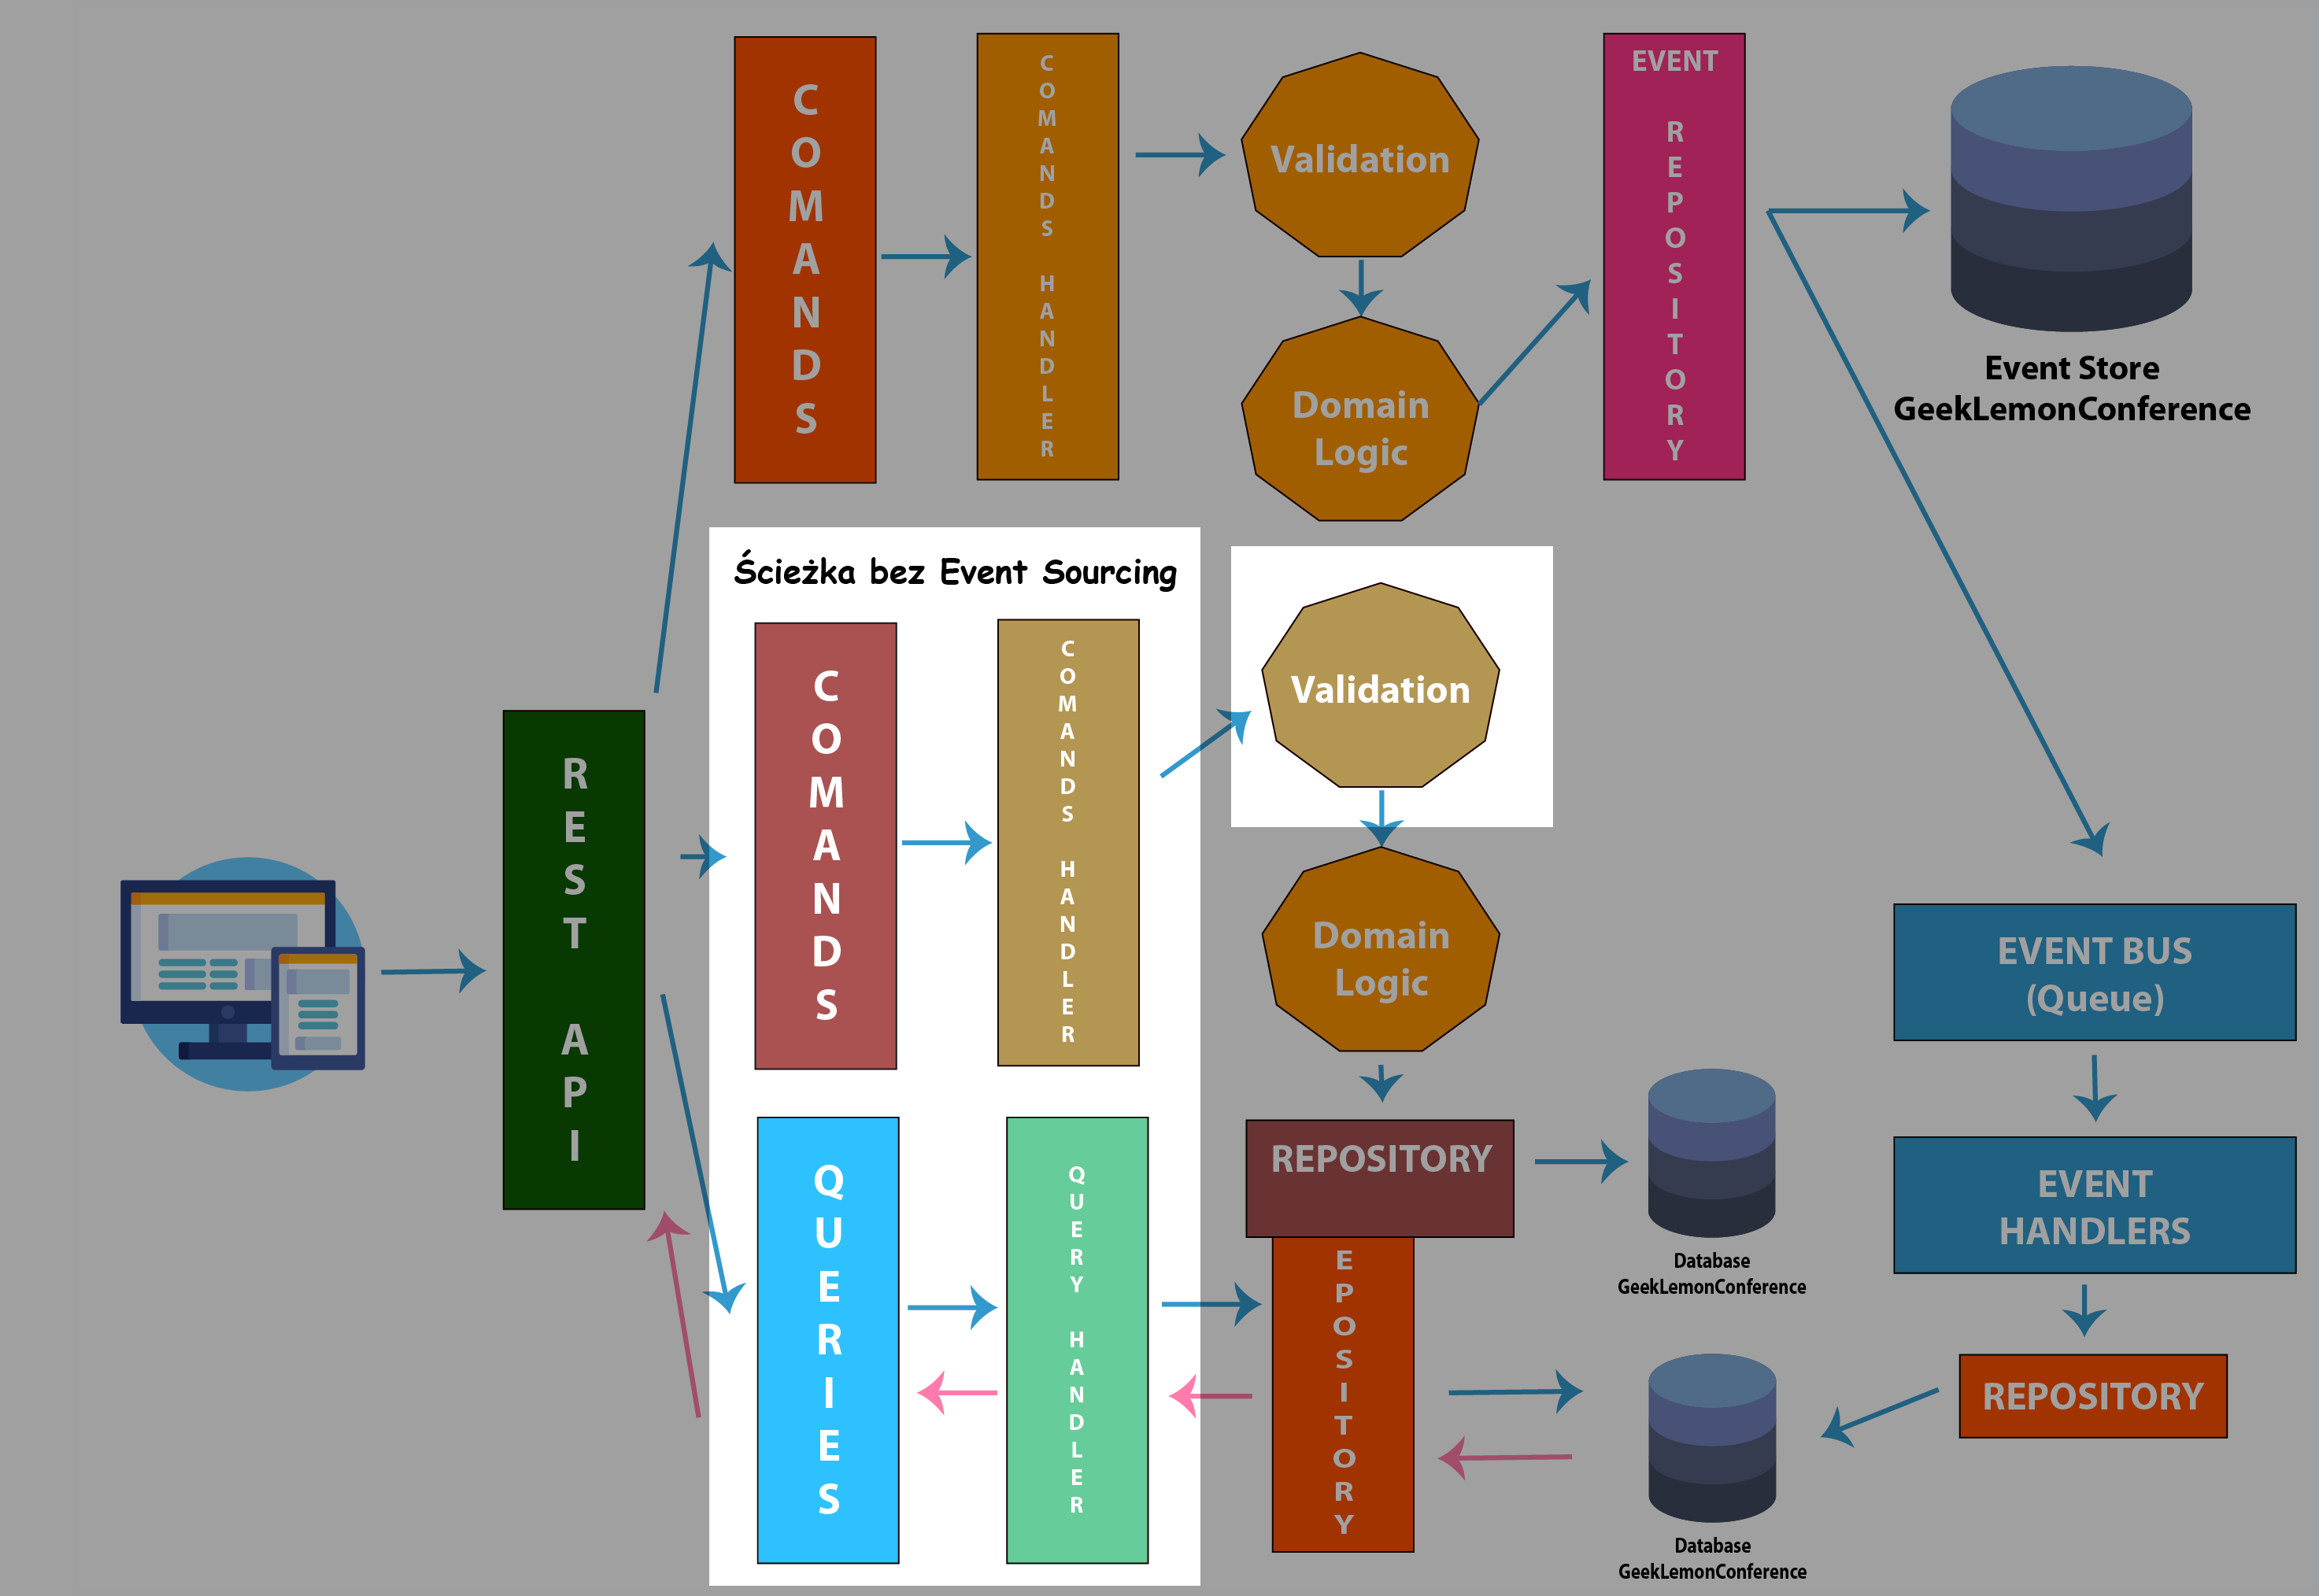 COMANDS
COMANDS HANDLER
Validation
Domain
Logic
EVENT
REPOSITORY
Event Store
GeekLemonConference
Ścieżka bez Event Sourcing
REST API
COMANDS
COMANDS HANDLER
Validation
Domain
Logic
QUERIES
QUERY HANDLER
REPOSITORY
EPOSITORY
Database
GeekLemonConference
Database
GeekLemonConference
EVENT BUS
(Queue)
EVENT
HANDLERS
REPOSITORY